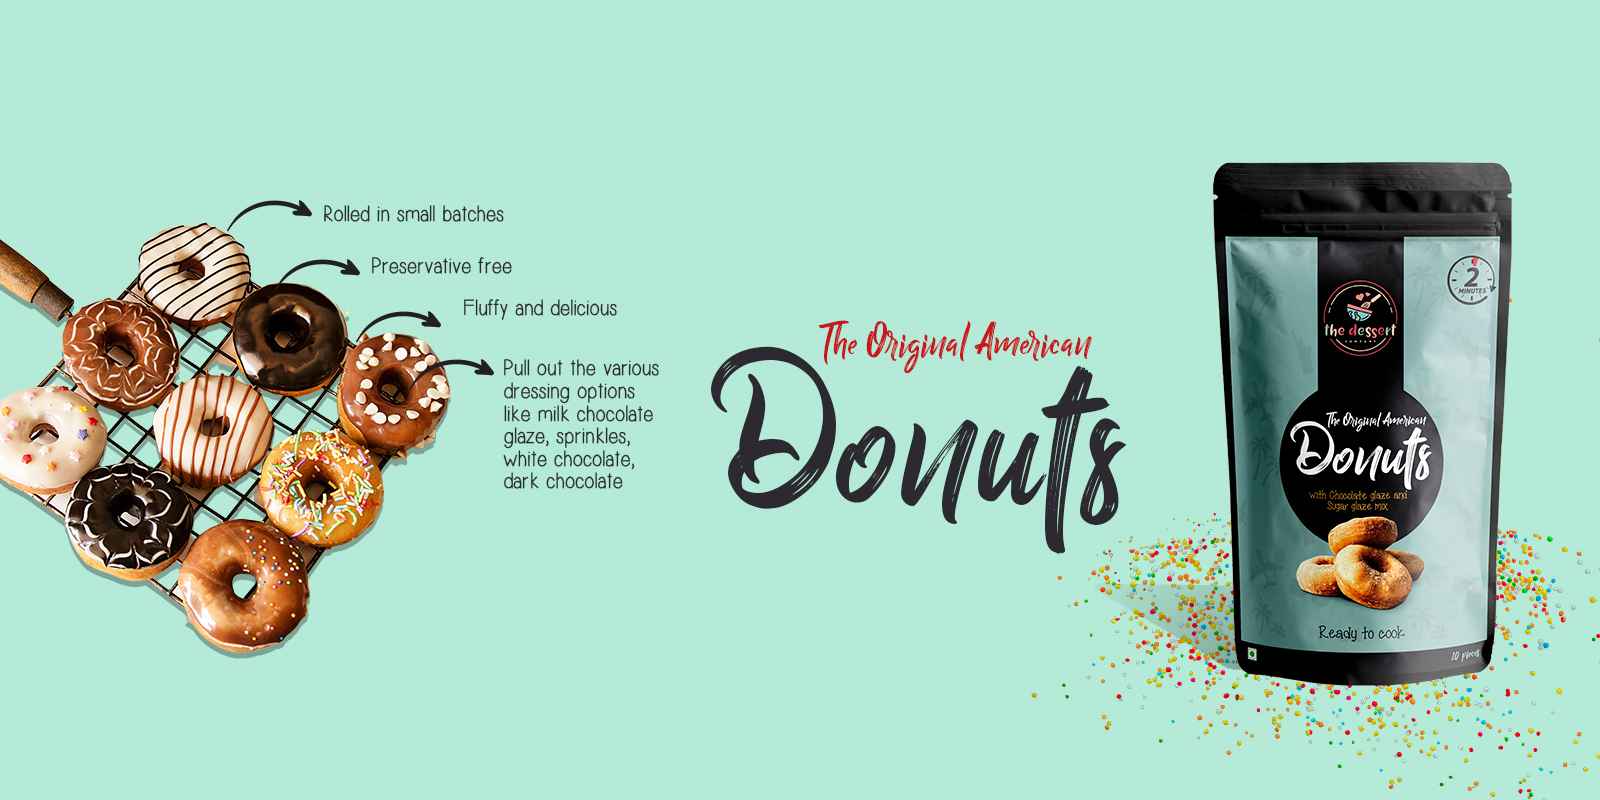 Rolled in small batches
Preservative free
Fluffy and delicious
Pull out the various
dressing options
like milk chocolate
glaze, sprinkles,
white chocolate,
dark chocolate
The Original American
Donuts
2
MINUTES
the dessert
COMPANY
The Original American
Donuts
with Chocolate glaze and
Sugar glaze mix
Ready to cook
10 pieces